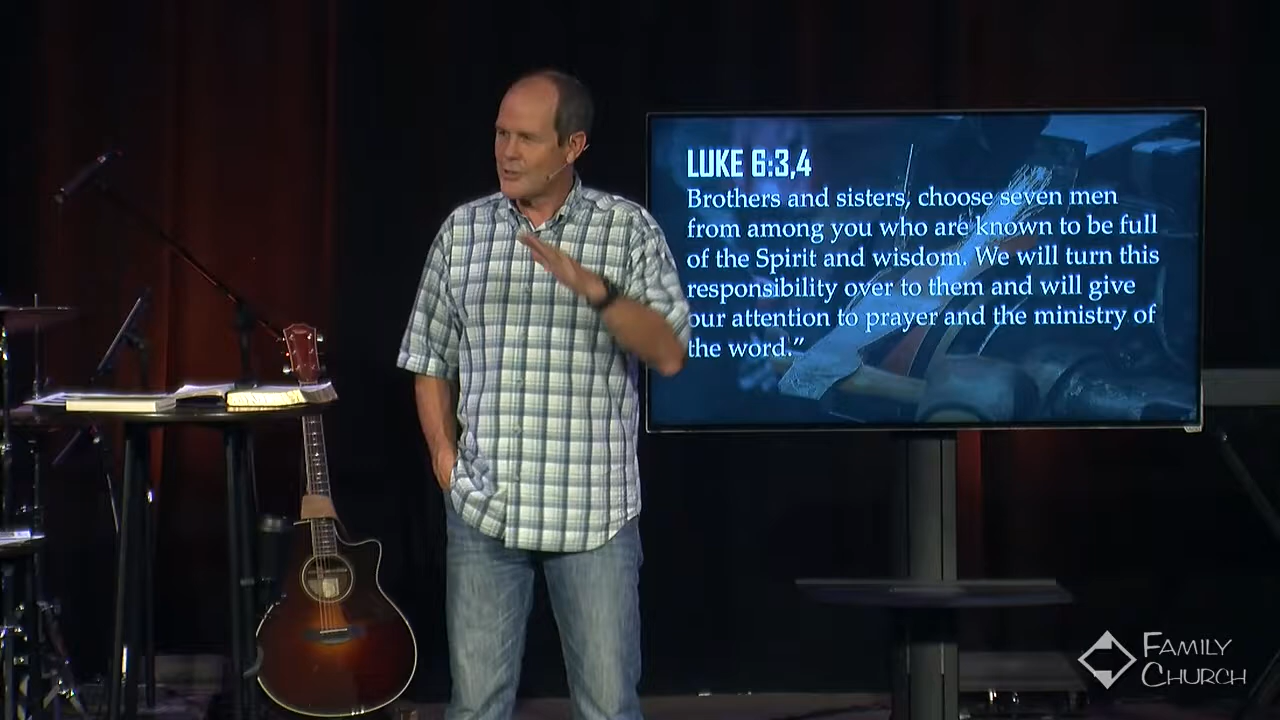 LUKE 6:3,4
Brothers and sisters, choose seven men
from among you who are known to be full
of the Spirit and wisdom. We will turn this
responsibility over to them and will give
our attention to prayer and the ministry of
the word.”
FAMILY
CHURCH